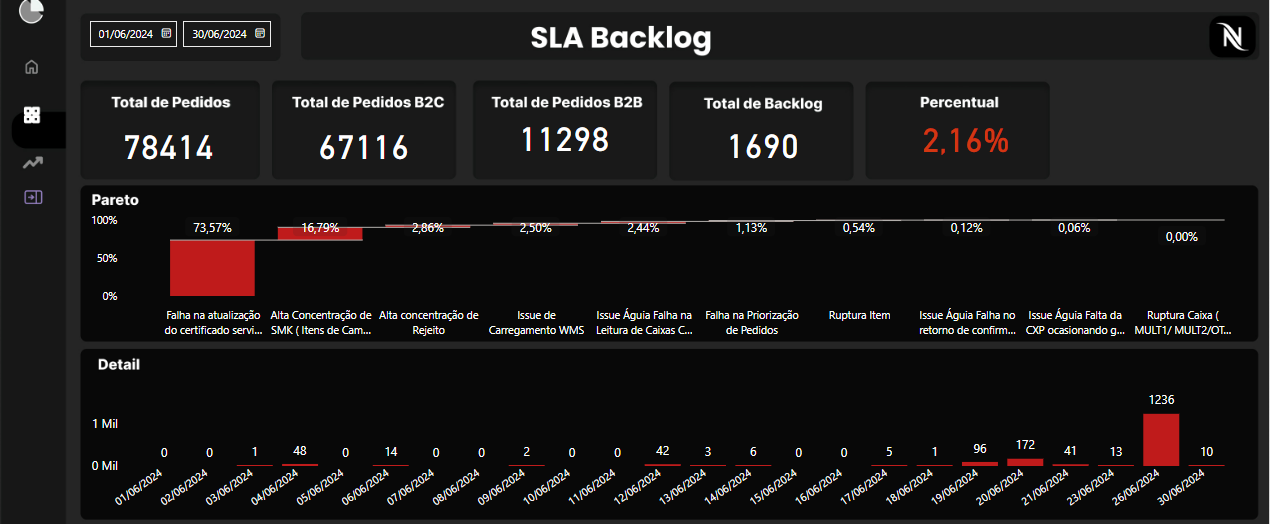 01/06/2024
30/06/2024
SLA Backlog
Total de Pedidos
78414
Total de Pedidos B2C
67116
Total de Pedidos B2B
11298
Total de Backlog
1690
Percentual
2,16%
Pareto
100%
50%
0%
73,57%
16,79%
2,86%
2,50%
2,44%
1,13%
0,54%
0,12%
0,06%
0,00%
Falha na atualização
do certificado servi...
Alta Concentração de
SMK ( Itens de Cam...
Alta concentração de
Rejeito
Issue de
Carregamento WMS
Issue Águia Falha na
Leitura de Caixas C...
Falha na Priorização
de Pedidos
Ruptura Item
Issue Águia Falha no
retorno de confirm...
Issue Águia Falta da
CXP ocasionando g...
Ruptura Caixa (
MULT1/ MULT2/OT...
Detail
1 Mil
0 Mil
0
0
1
48
0
14
0
0
2
0
0
42
3
6
0
0
5
1
96
172
41
13
1236
10
01/06/2024
02/06/2024
03/06/2024
04/06/2024
05/06/2024
06/06/2024
07/06/2024
08/06/2024
09/06/2024
10/06/2024
11/06/2024
12/06/2024
13/06/2024
14/06/2024
15/06/2024
16/06/2024
17/06/2024
18/06/2024
19/06/2024
20/06/2024
21/06/2024
23/06/2024
26/06/2024
30/06/2024